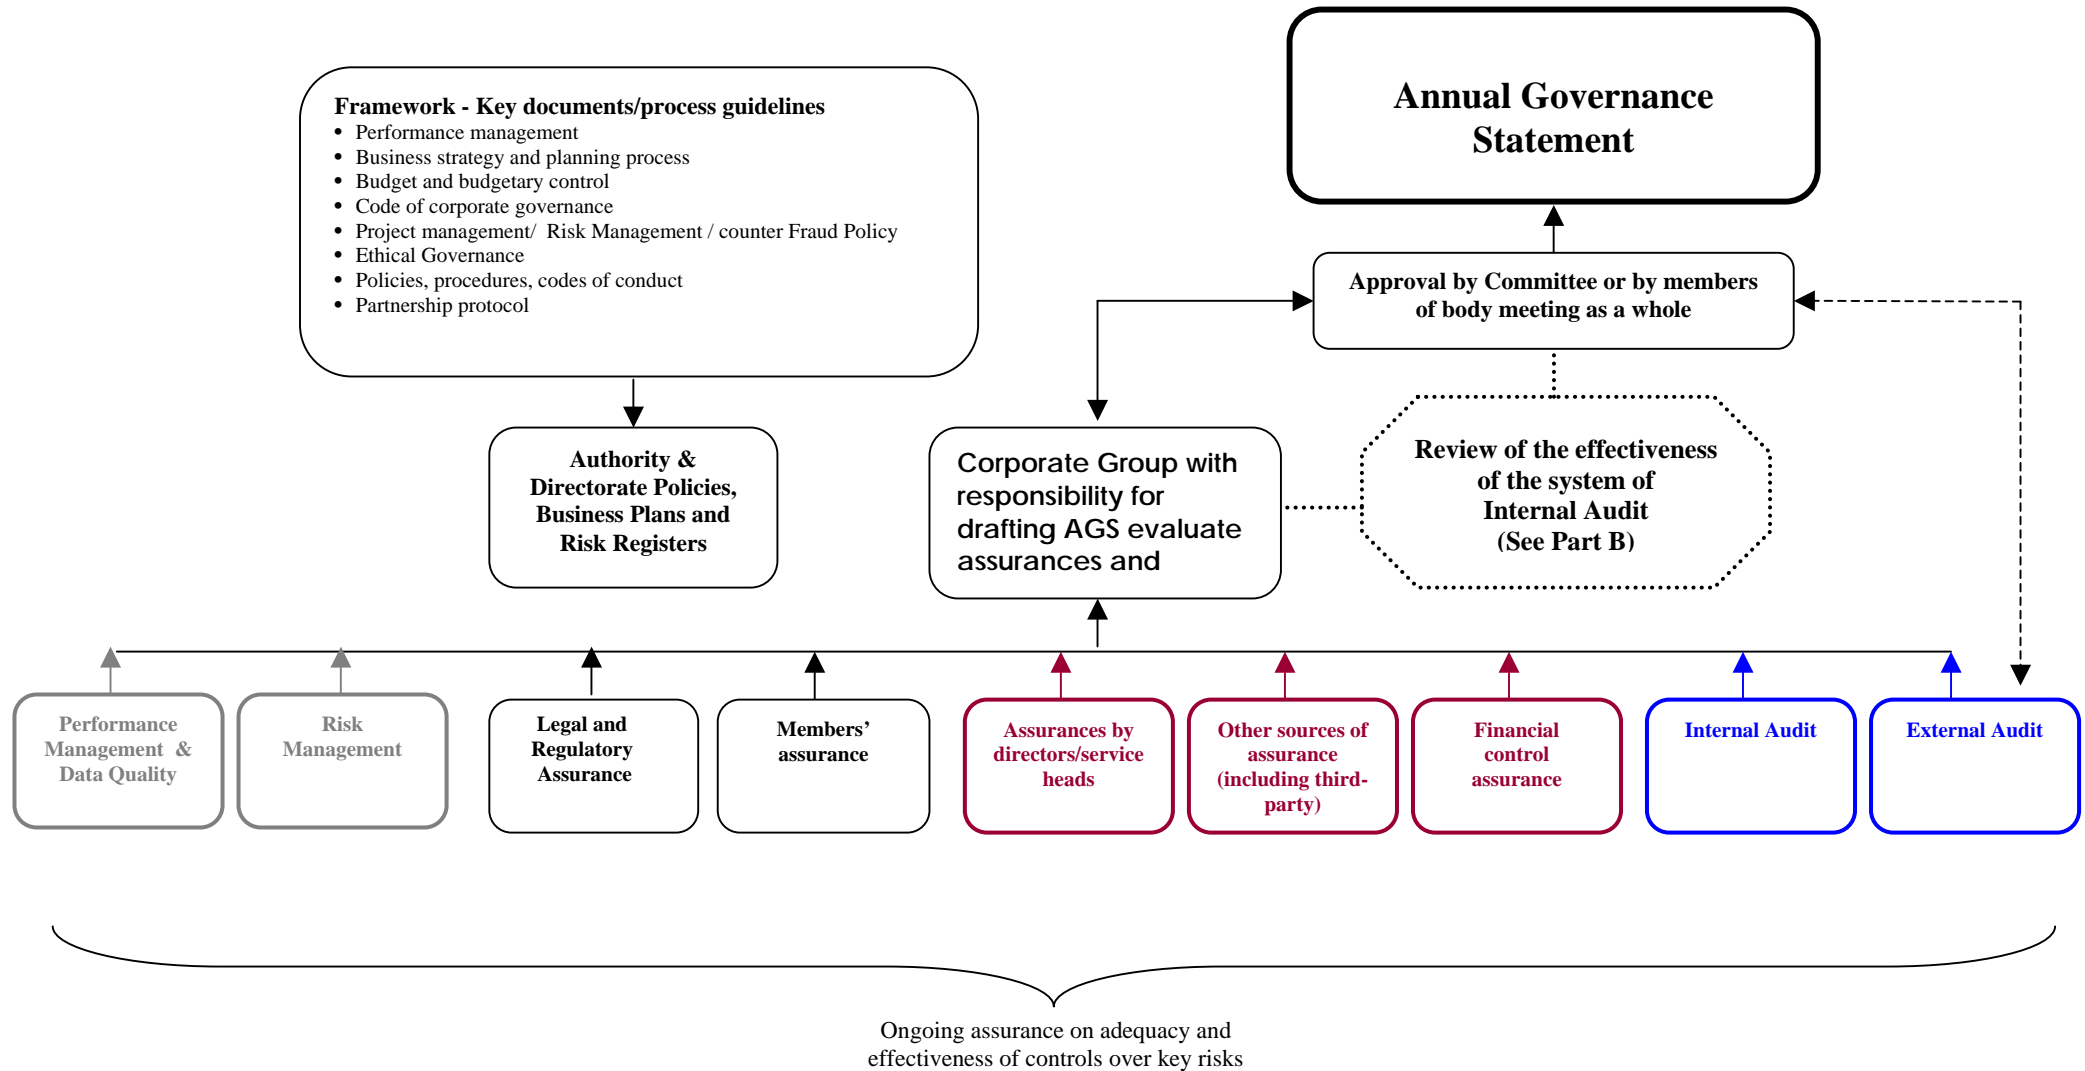 Annual Governance
Statement
Framework - Key documents/process guidelines
• Performance management
• Business strategy and planning process
• Budget and budgetary control
• Code of corporate governance
• Project management/ Risk Management / counter Fraud Policy
• Ethical Governance
• Policies, procedures, codes of conduct
• Partnership protocol
Approval by Committee or by members
of body meeting as a whole
Authority &
Directorate Policies,
Business Plans and
Risk Registers
Corporate Group with
responsibility for
drafting AGS evaluate
assurances and
Review of the effectiveness
of the system of
Internal Audit
(See Part B)
Performance
Management &
Data Quality
Risk
Management
Legal and
Regulatory
Assurance
Members’
assurance
Assurances by
directors/service
heads
Other sources of
assurance
(including third-
party)
Financial
control
assurance
Internal Audit
External Audit
Ongoing assurance on adequacy and
effectiveness of controls over key risks